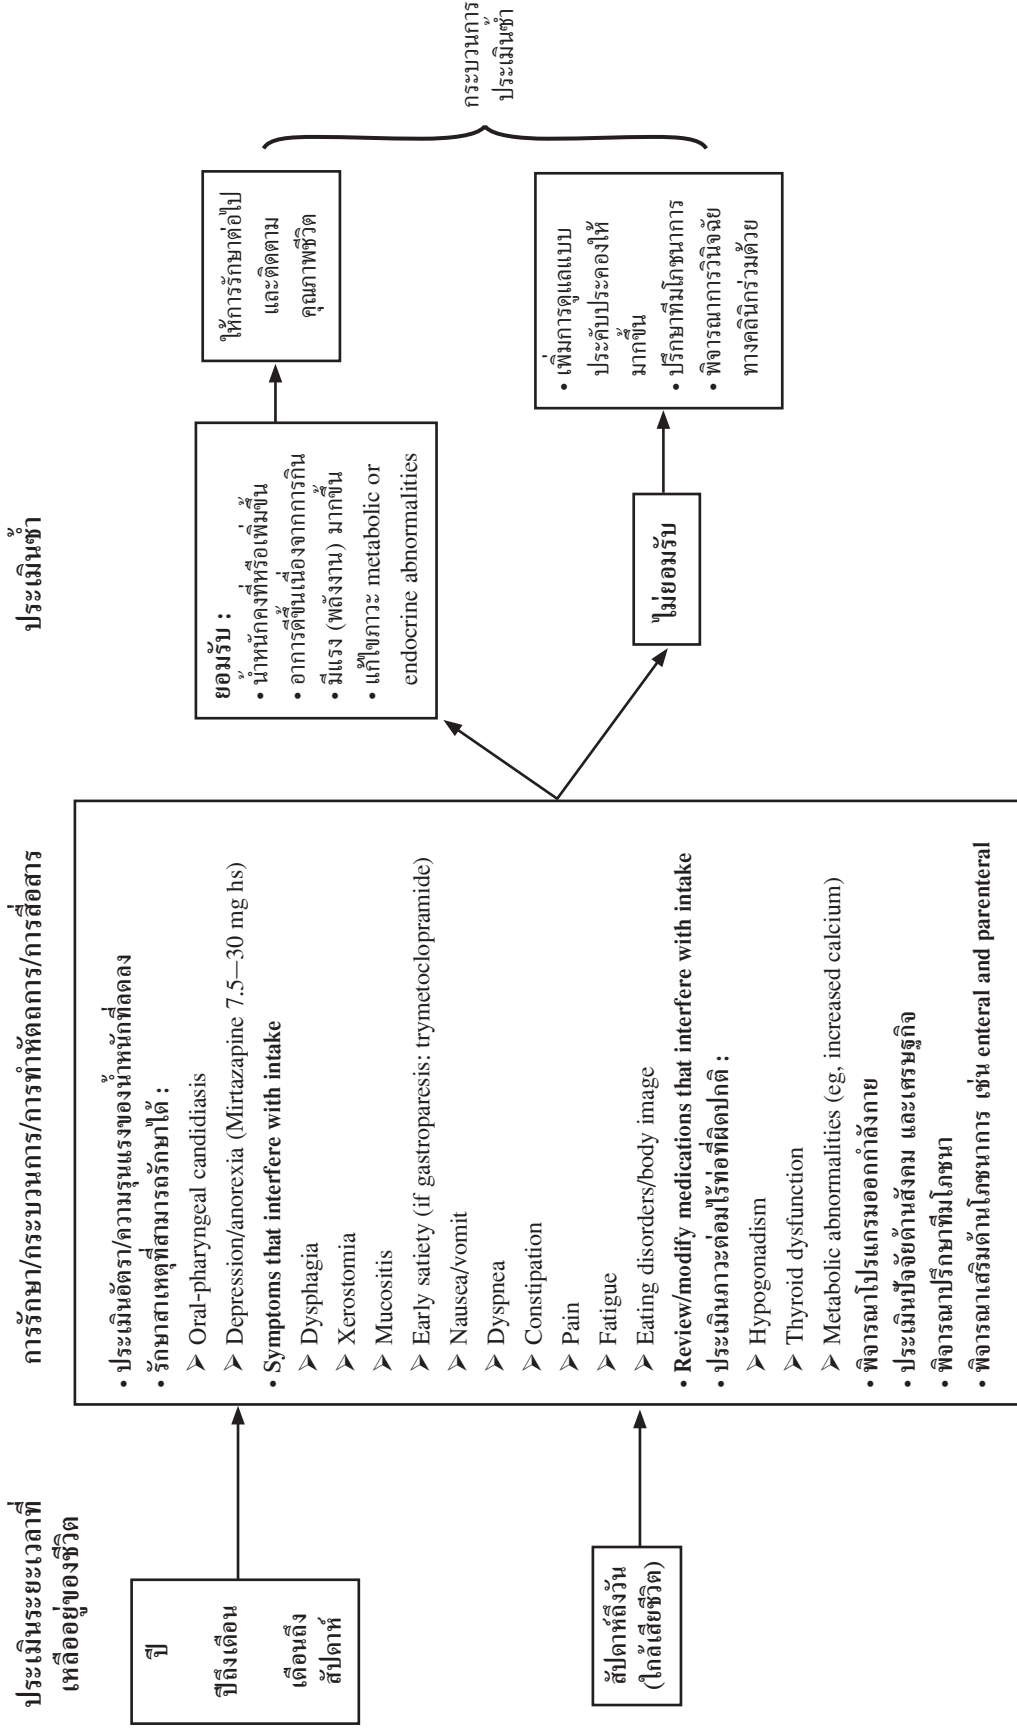 ประเมินระยะเวลาที่
เหลืออยู่ของชีวิต
การรักษา/กระบวนการ/การทำหัตถการ/การสื่อสาร
ประเมินซ้ำ
ปี
ปีถึงเดือน
เดือนถึง
สัปดาห์
สัปดาห์ถึงวัน
(ใกล้เสียชีวิต)
• ประเมินอัตรา/ความรุนแรงของน้ำหนักที่ลดลง
• รักษาสาเหตุที่สามารถรักษาได้ :
➢ Oral-pharyngeal candidiasis
➢ Depression/anorexia (Mirtazapine 7.5–30 mg hs)
• Symptoms that interfere with intake
➢ Dysphagia
➢ Xerostomia
➢ Mucositis
➢ Early satiety (if gastroparesis: trymetoclopramide)
➢ Nausea/vomit
➢ Dyspnea
➢ Constipation
➢ Pain
➢ Fatigue
➢ Eating disorders/body image
• Review/modify medications that interfere with intake
• ประเมินภาวะต่อมไร้ท่อที่ผิดปกติ :
➢ Hypogonadism
➢ Thyroid dysfunction
➢ Metabolic abnormalities (eg, increased calcium)
• พิจารณาโปรแกรมออกกำลังกาย
• ประเมินปัจจัยด้านสังคม และเศรษฐกิจ
• พิจารณาปรึกษาทีมโภชนา
• พิจารณาเสริมด้านโภชนาการ เช่น enteral and parenteral
ยอมรับ :
• น้ำหนักคงที่หรือเพิ่มขึ้น
• อาการดีขึ้นเนื่องจากการกิน
• มีแรง (พลังงาน) มากขึ้น
• แก้ไขภาวะ metabolic or
endocrine abnormalities
ไม่ยอมรับ
ให้การรักษาต่อไป
และติดตาม
คุณภาพชีวิต
• เพิ่มการดูแลแบบ
ประคับประคองให้
มากขึ้น
• ปรึกษาทีมโภชนาการ
• พิจารณาการวินิจฉัย
ทางคลินิกร่วมด้วย
กระบวนการ
ประเมินซ้ำ